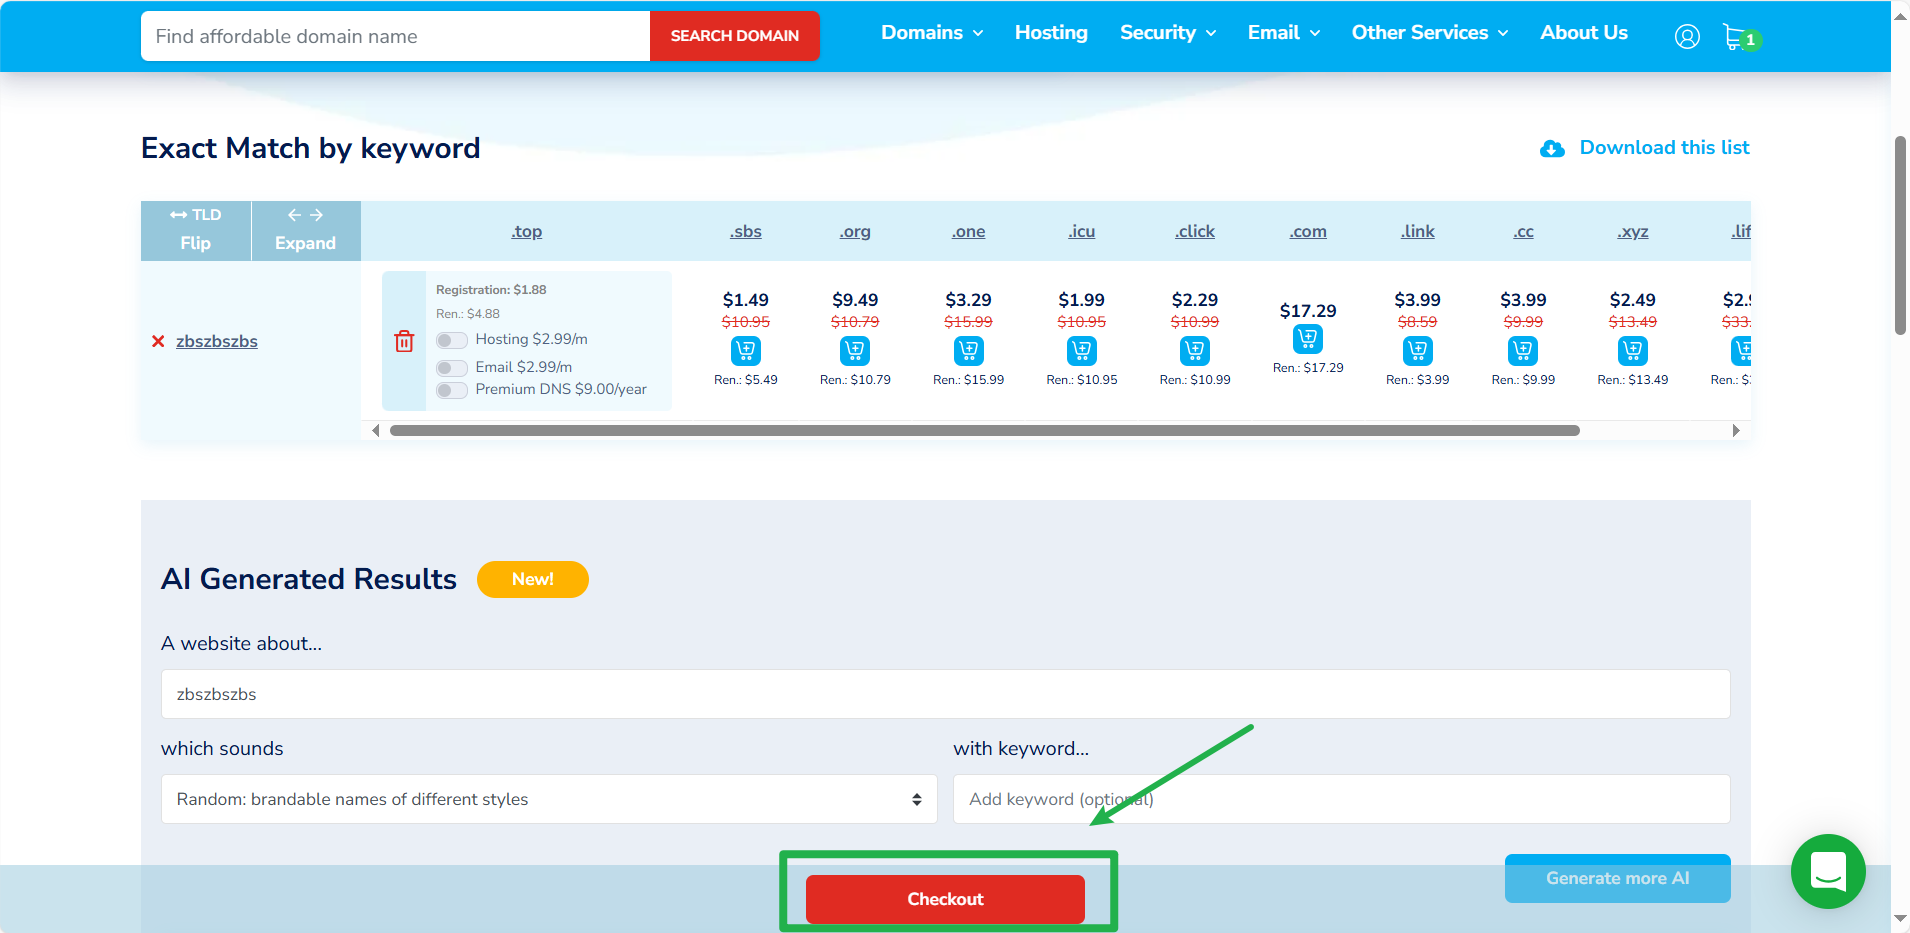 Find affordable domain name
SEARCH DOMAIN
Domains
Hosting
Security
Email
Other Services
About Us
1
Exact Match by keyword
Download this list
TLD
Flip
Expand
.top
.sbs
.org
.one
.icu
.click
.com
.link
.cc
.xyz
.lif
zbszbszbs
Registration: $1.88
Ren.: $4.88
Hosting $2.99/m
Email $2.99/m
Premium DNS $9.00/year
$1.49
$10.95
Ren.: $5.49
$9.49
$10.79
Ren.: $10.79
$3.29
$15.99
Ren.: $15.99
$1.99
$10.95
Ren.: $10.95
$2.29
$10.99
Ren.: $10.99
$17.29
Ren.: $17.29
$3.99
$8.59
Ren.: $3.99
$3.99
$9.99
Ren.: $9.99
$2.49
$13.49
Ren.: $13.49
$2.
$33.
Ren.:
AI Generated Results
New!
A website about...
zbszbszbs
which sounds
with keyword...
Random: brandable names of different styles
Add keyword (optional)
Checkout
Generate more AI